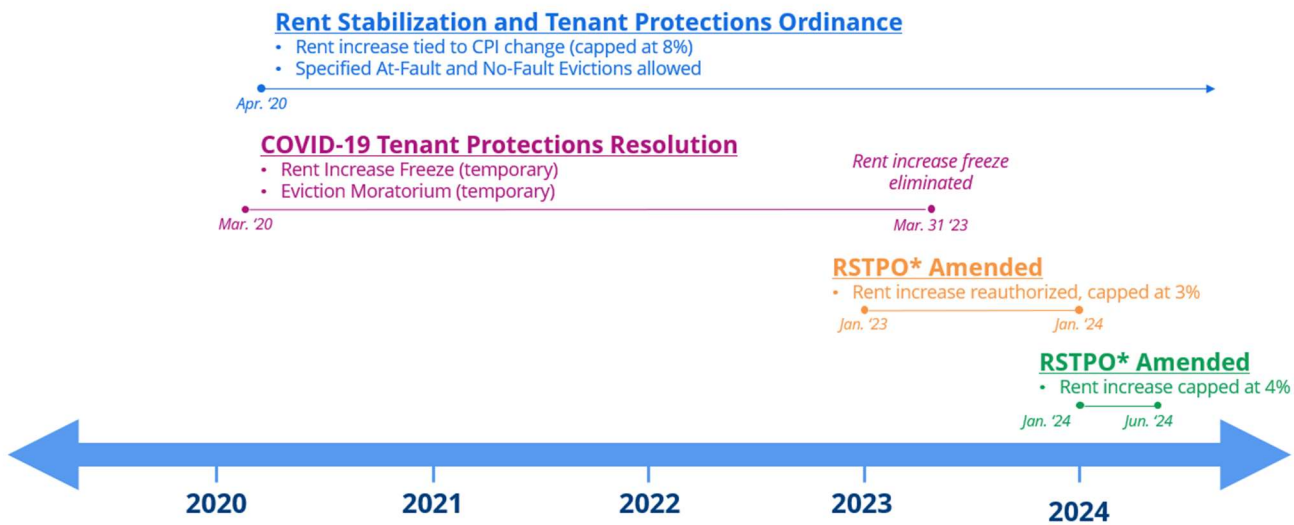 Rent Stabilization and Tenant Protections Ordinance
• Rent increase tied to CPI change (capped at 8%)
• Specified At-Fault and No-Fault Evictions allowed
Apr. ‘20
COVID-19 Tenant Protections Resolution
• Rent Increase Freeze (temporary)
• Eviction Moratorium (temporary)
Rent increase freeze
eliminated
Mar. ‘20
Mar. 31 ‘23
RSTPO* Amended
• Rent increase reauthorized, capped at 3%
Jan. ‘23
Jan. ‘24
RSTPO* Amended
• Rent increase capped at 4%
Jan. ‘24
Jun. ‘24
2020
2021
2022
2023
2024